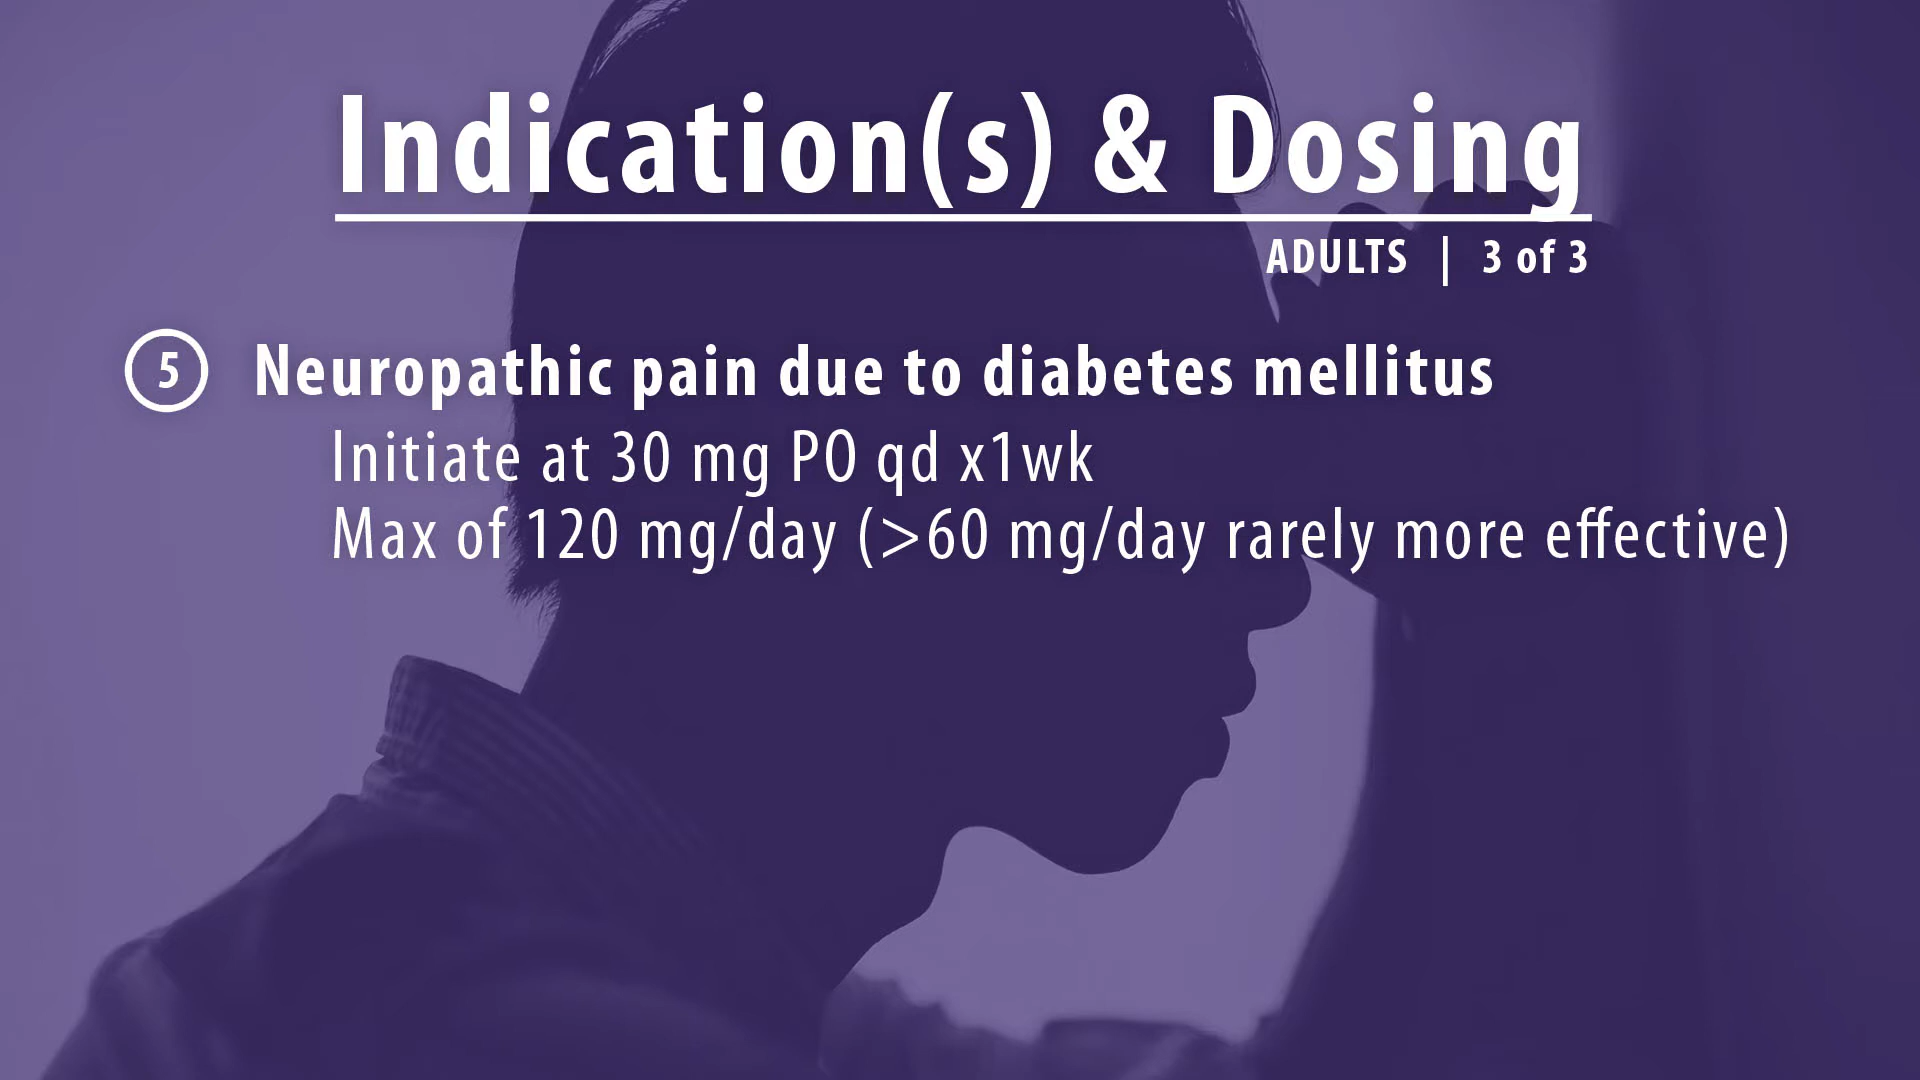 Indication(s) & Dosing
ADULTS | 3 of 3
5 Neuropathic pain due to diabetes mellitus
Initiate at 30 mg PO qd x1wk
Max of 120 mg/day (>60 mg/day rarely more effective)